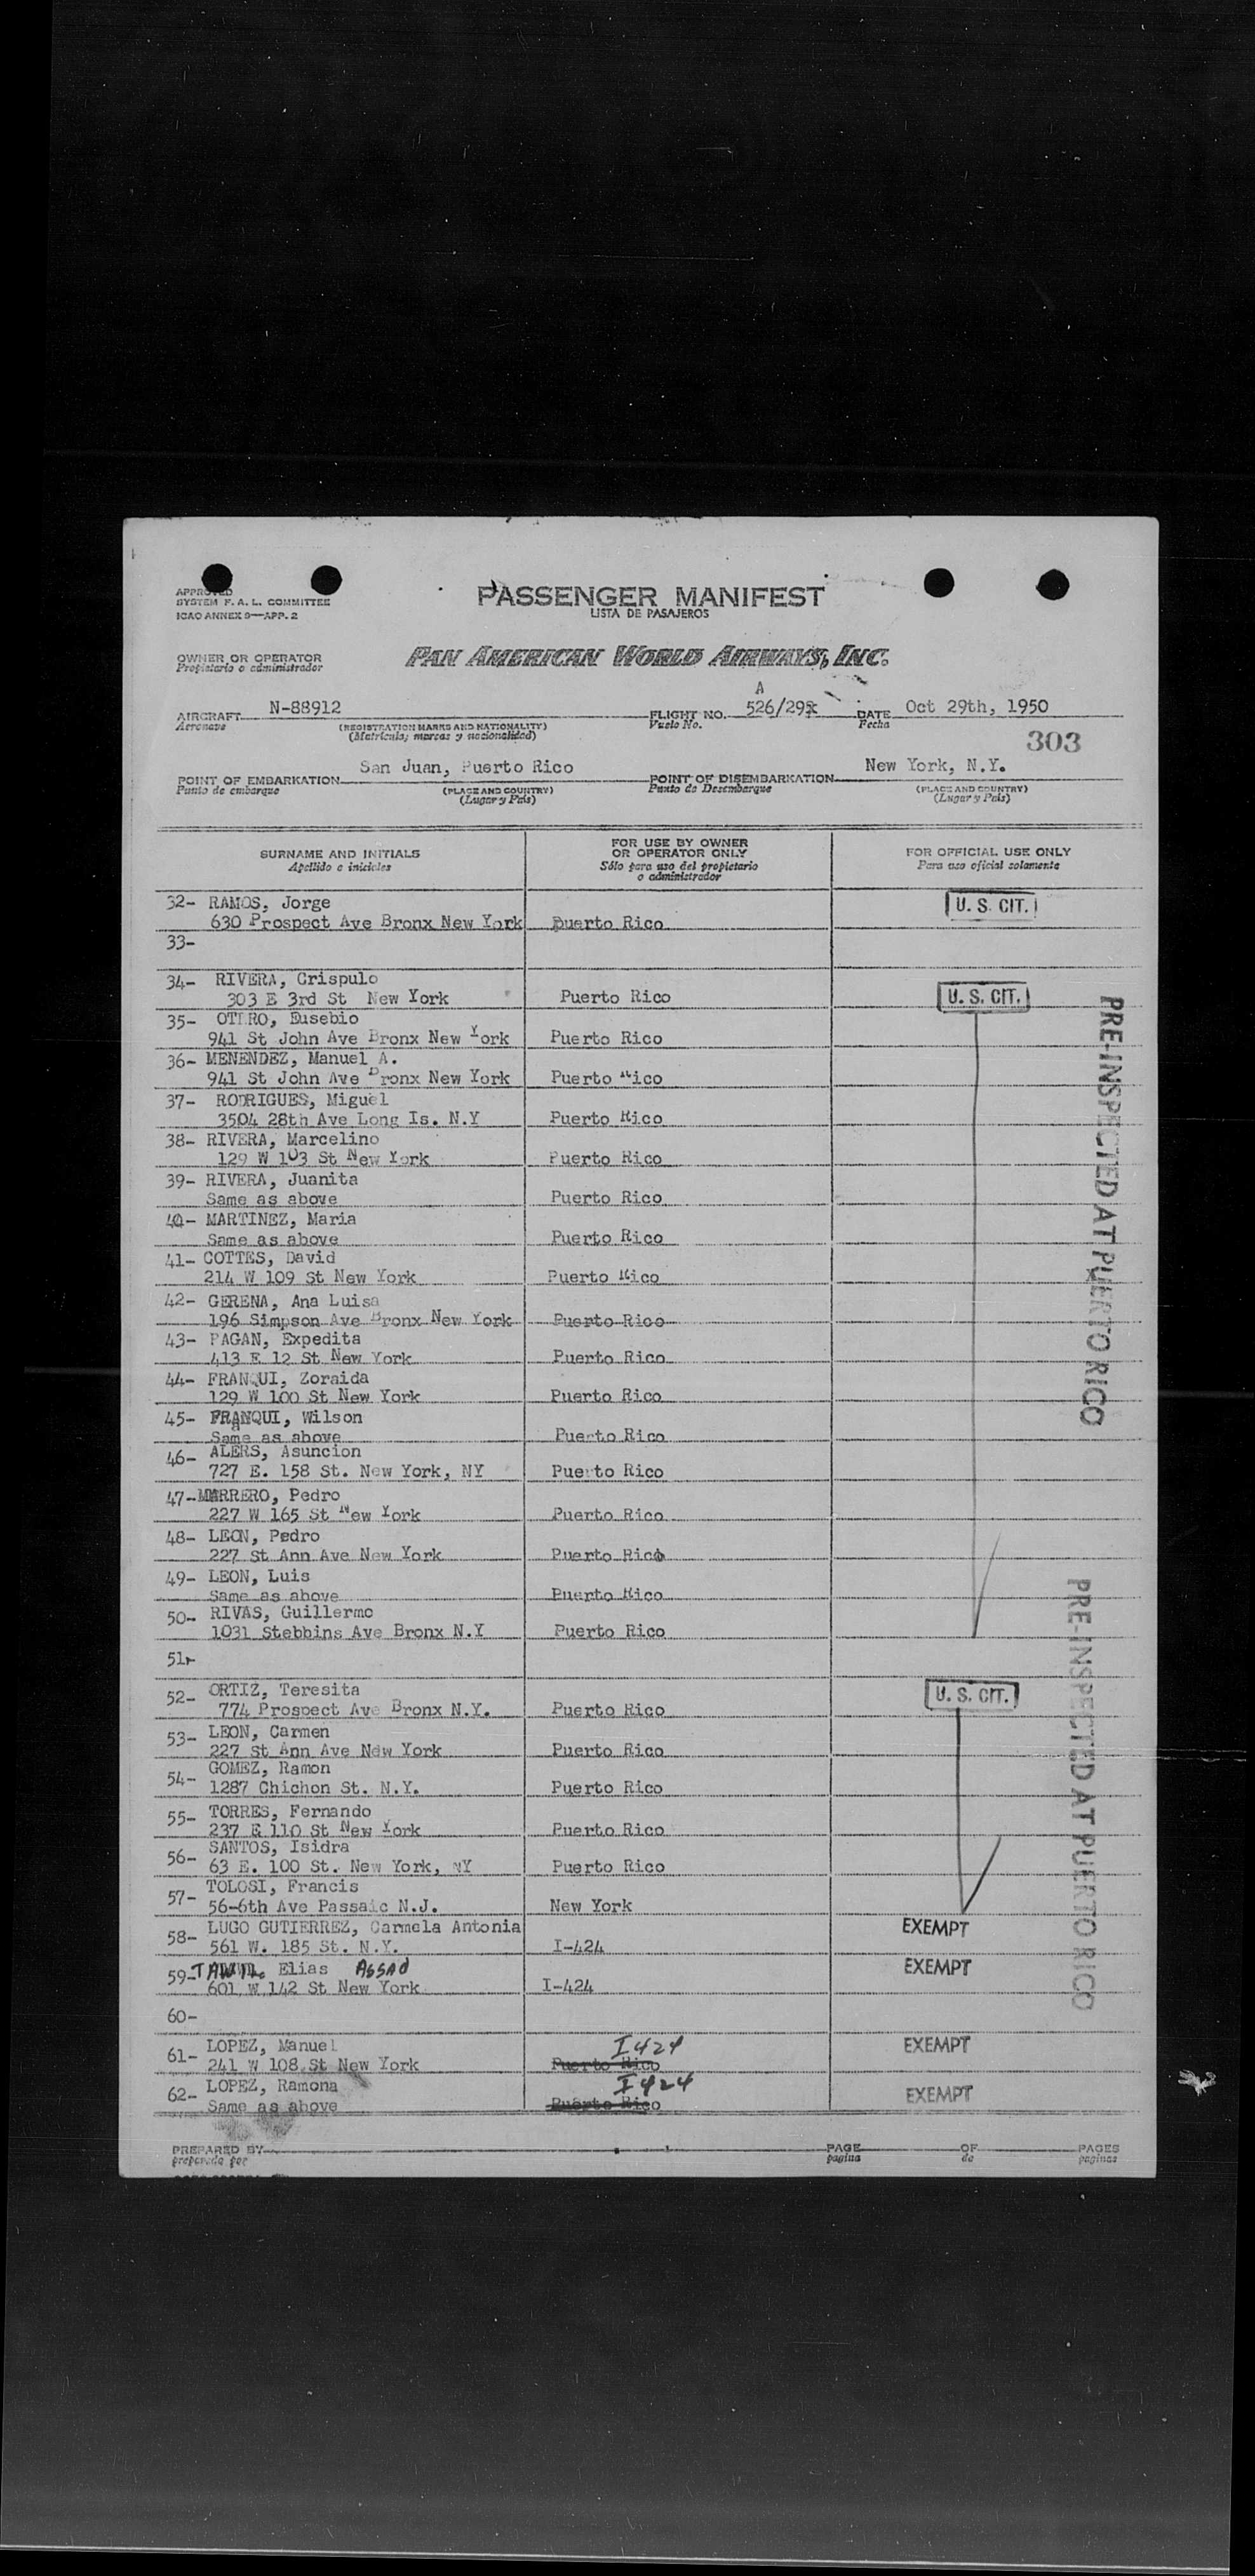 APPROVED
SYSTEM F. A. L. COMMITTEE
ICAO ANNEX 9—APP. 2
PASSENGER MANIFEST
LISTA DE PASAJEROS
OWNER OR OPERATOR
Propietario o administrador
PAN AMERICAN WORLD AIRWAYS, INC.
A
AIRCRAFT N-88912 FLIGHT NO. 526/29 DATE Oct 29th, 1950
Aeronave (REGISTRATION MARKS AND NATIONALITY) Vuelo No. Fecha
(Matricula; marcas y nacionalidad)
303
POINT OF EMBARKATION San Juan, Puerto Rico POINT OF DISEMBARKATION New York, N.Y.
Punto de embarque (PLACE AND COUNTRY) Punto de Desembarque (PLACE AND COUNTRY)
(Lugar y País) (Lugar y País)
SURNAME AND INITIALS
Apellido e iniciales
FOR USE BY OWNER
OR OPERATOR ONLY
Sólo para uso del propietario
o administrador
FOR OFFICIAL USE ONLY
Para uso oficial solamente
32- RAMOS, Jorge U. S. CIT.
630 Prospect Ave Bronx New York Puerto Rico
33-
34- RIVERA, Crispulo
303 E 3rd St New York Puerto Rico U. S. CIT.
35- OTERO, Eusebio
941 St John Ave Bronx New York Puerto Rico
36- MENENDEZ, Manuel A.
941 St John Ave Bronx New York Puerto Rico
37- RODRIGUES, Miguel
3504 28th Ave Long Is. N.Y Puerto Rico
38- RIVERA, Marcelino
129 W 103 St New York Puerto Rico
39- RIVERA, Juanita
Same as above Puerto Rico
40- MARTINEZ, Maria
Same as above Puerto Rico
41- COTTES, David
214 W 109 St New York Puerto Rico
42- GERENA, Ana Luisa
196 Simpson Ave Bronx New York Puerto Rico
43- PAGAN, Expedita
413 E 12 St New York Puerto Rico
44- FRANQUI, Zoraida
129 W 100 St New York Puerto Rico
45- FRANQUI, Wilson
Same as above Puerto Rico
46- ALERS, Asuncion
727 E. 158 St. New York, NY Puerto Rico
47- MARRERO, Pedro
227 W 165 St New York Puerto Rico
48- LEON, Pedro
227 St Ann Ave New York Puerto Rico
49- LEON, Luis
Same as above Puerto Rico
50- RIVAS, Guillermo
1031 Stebbins Ave Bronx N.Y Puerto Rico
51-
52- ORTIZ, Teresita U. S. CIT.
774 Prospect Ave Bronx N.Y. Puerto Rico
53- LEON, Carmen
227 St Ann Ave New York Puerto Rico
54- GOMEZ, Ramon
1287 Chichon St. N.Y. Puerto Rico
55- TORRES, Fernando
237 E 110 St New York Puerto Rico
56- SANTOS, Isidra
63 E. 100 St. New York, NY Puerto Rico
57- TOLOSI, Francis
56-6th Ave Passaic N.J. New York
58- LUGO GUTIERREZ, Carmela Antonia EXEMPT
561 W. 185 St. N.Y. I-424
59- TAWIL, Elias ASSAD EXEMPT
601 W 142 St New York I-424
60-
61- LOPEZ, Manuel I424 EXEMPT
241 W 108 St New York Puerto Rico
62- LOPEZ, Ramona I424 EXEMPT
Same as above Puerto Rico
PRE-INSPECTED AT PUERTO RICO
PRE-INSPECTED AT PUERTO RICO
PREPARED BY PAGE OF PAGES
preparado por pagina de paginas